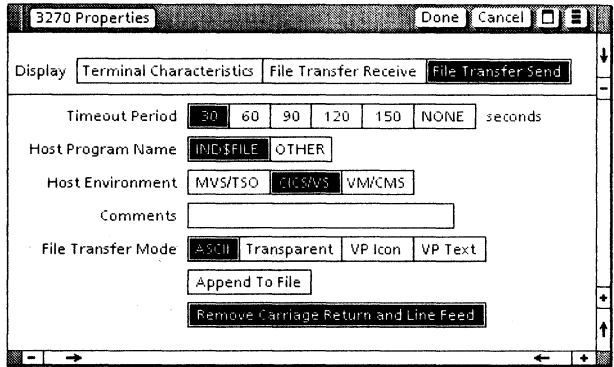 3270 Properties Done Cancel
Display Terminal Characteristics File Transfer Receive File Transfer Send
Timeout Period 30 60 90 120 150 NONE seconds
Host Program Name IND$FILE OTHER
Host Environment MVS/TSO CICS/VS VM/CMS
Comments
File Transfer Mode ASCII Transparent VP Icon VP Text
Append To File
Remove Carriage Return and Line Feed